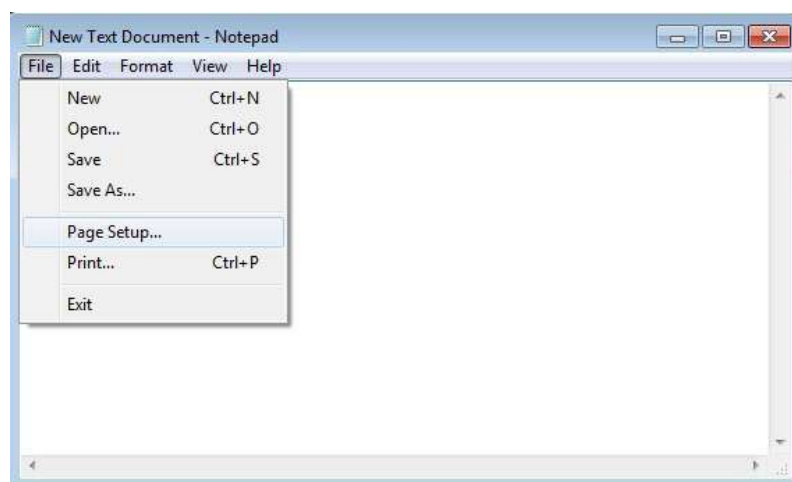 New Text Document - Notepad
File Edit Format View Help
New Ctrl+N
Open... Ctrl+O
Save Ctrl+S
Save As...
Page Setup...
Print... Ctrl+P
Exit